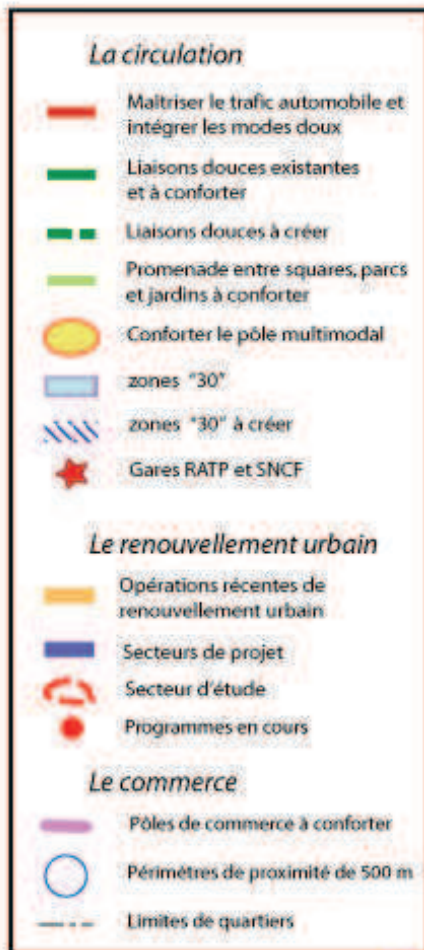 La circulation
Maîtriser le trafic automobile et
intégrer les modes doux
Liaisons douces existantes
et à conforter
Liaisons douces à créer
Promenade entre squares, parcs
et jardins à conforter
Conforter le pôle multimodal
zones "30"
zones "30" à créer
Gares RATP et SNCF
Le renouvellement urbain
Opérations récentes de
renouvellement urbain
Secteurs de projet
Secteur d'étude
Programmes en cours
Le commerce
Pôles de commerce à conforter
Périmètres de proximité de 500 m
Limites de quartiers